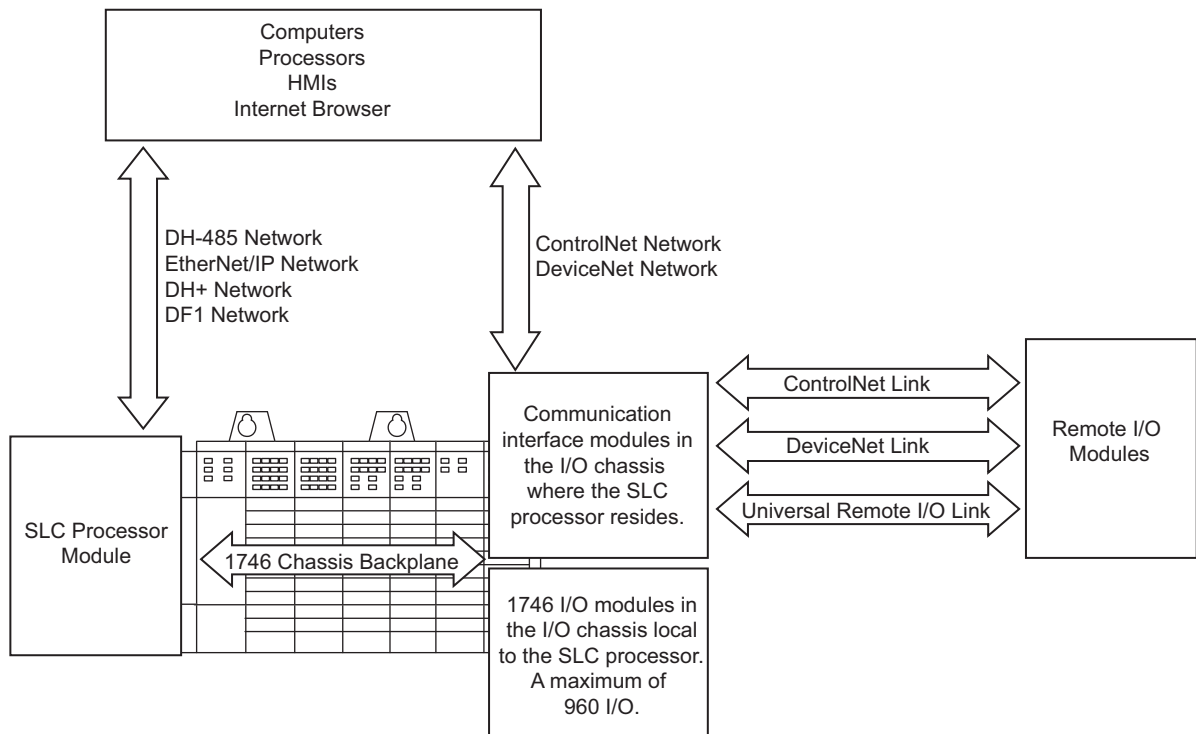 Computers
Processors
HMIs
Internet Browser
DH-485 Network
EtherNet/IP Network
DH+ Network
DF1 Network
ControlNet Network
DeviceNet Network
SLC Processor
Module
1746 Chassis Backplane
Communication
interface modules in
the I/O chassis
where the SLC
processor resides.
1746 I/O modules in
the I/O chassis local
to the SLC processor.
A maximum of
960 I/O.
ControlNet Link
DeviceNet Link
Universal Remote I/O Link
Remote I/O
Modules